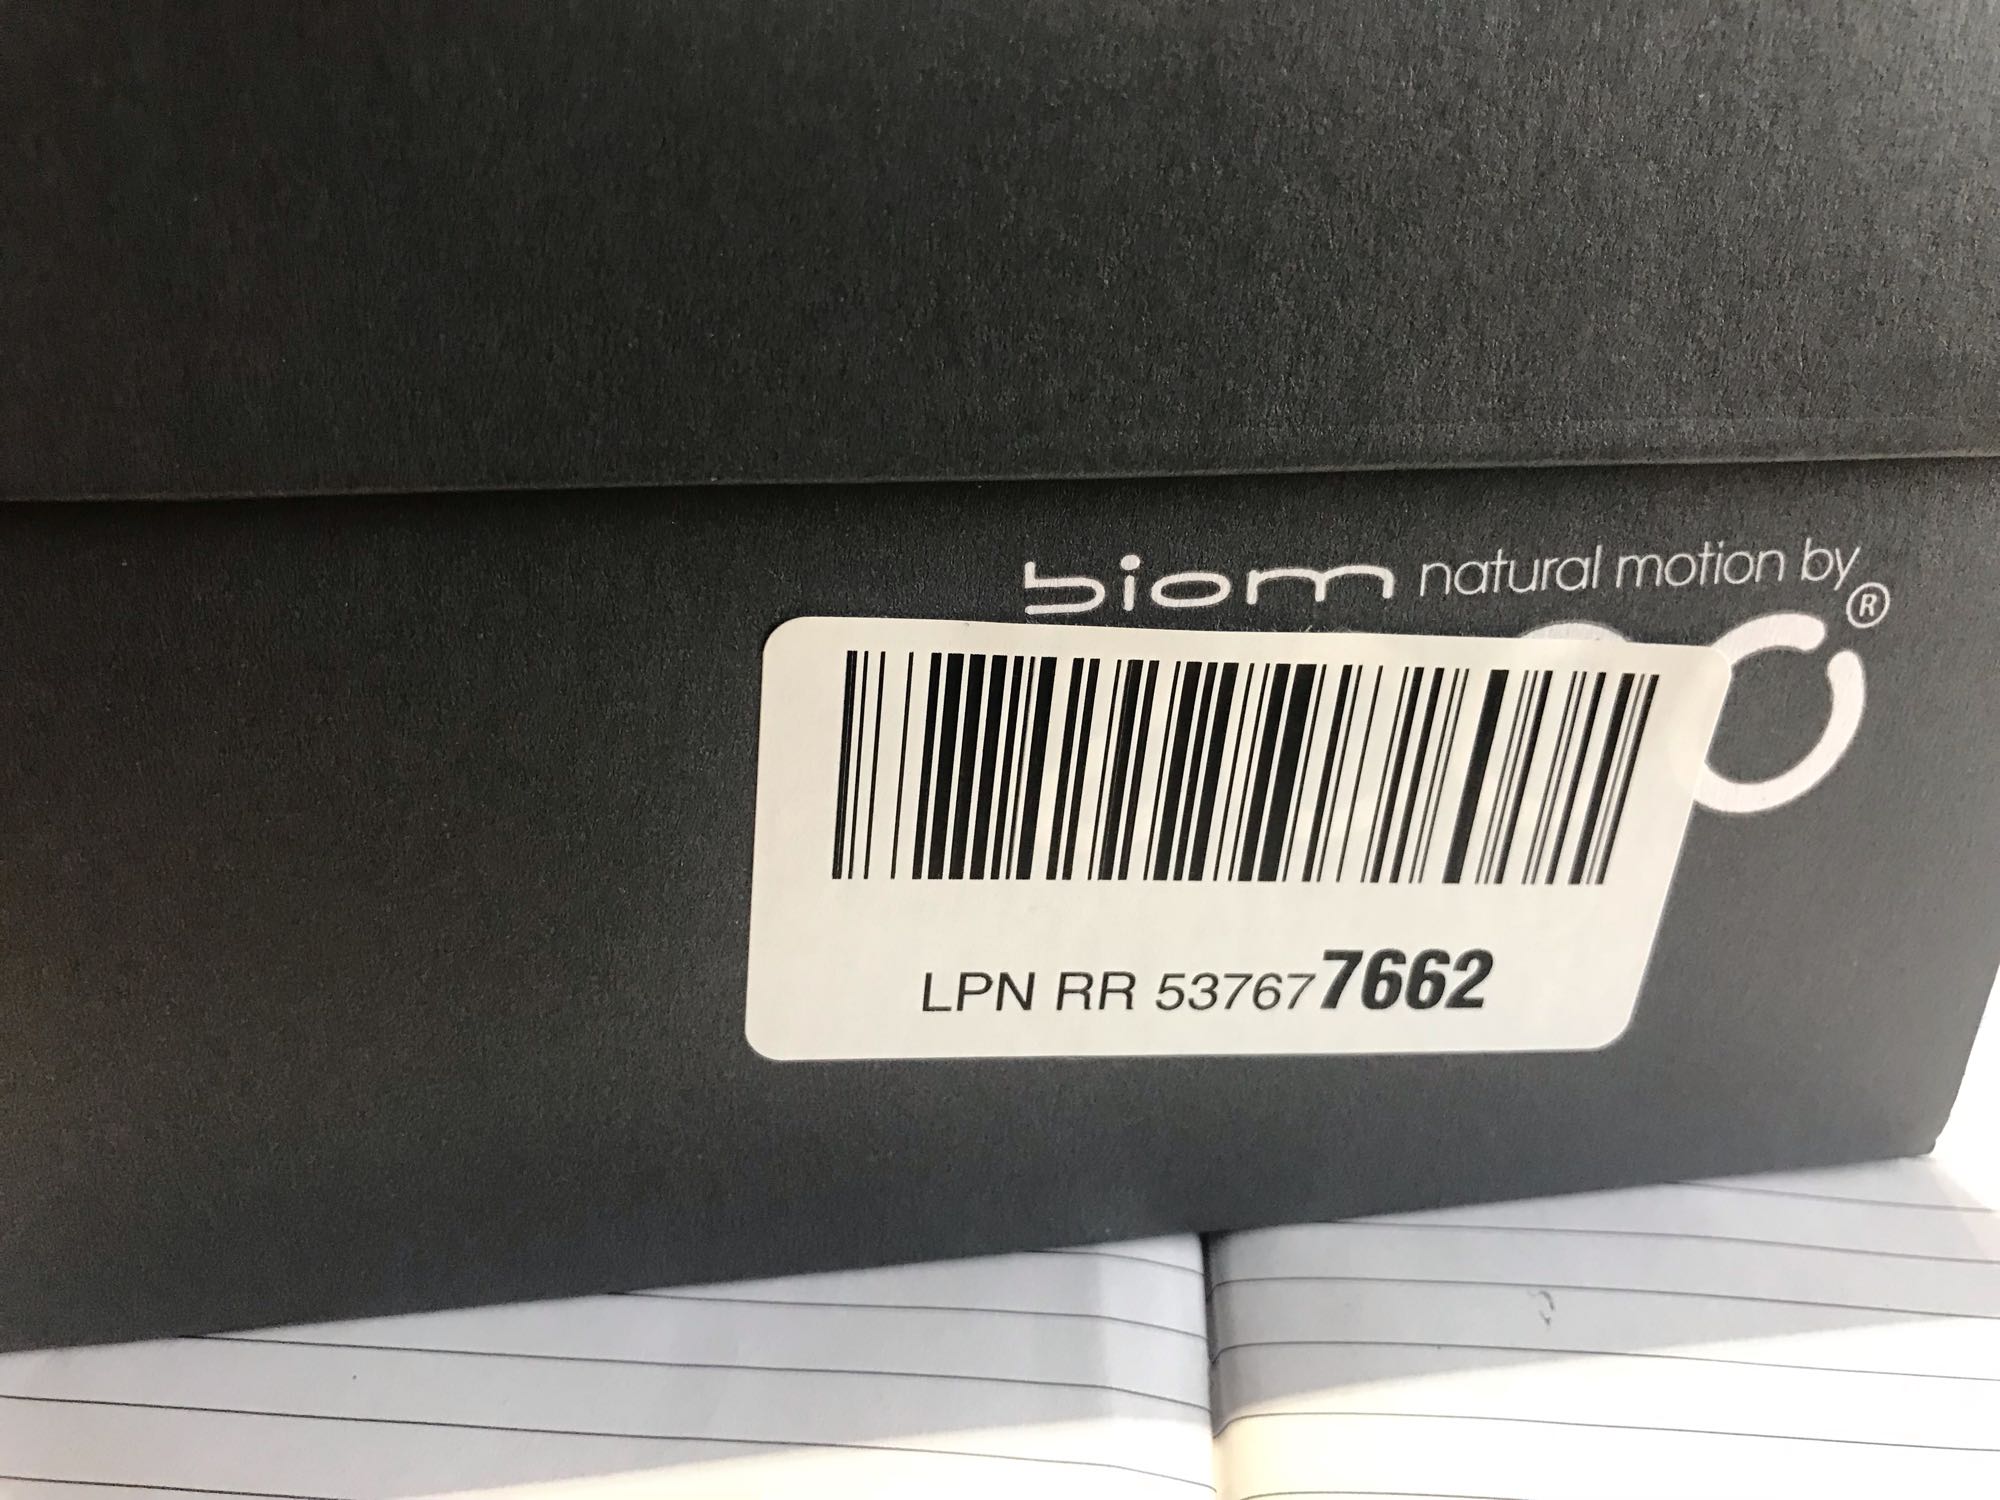 biom natural motion by
®
LPN RR 537677662